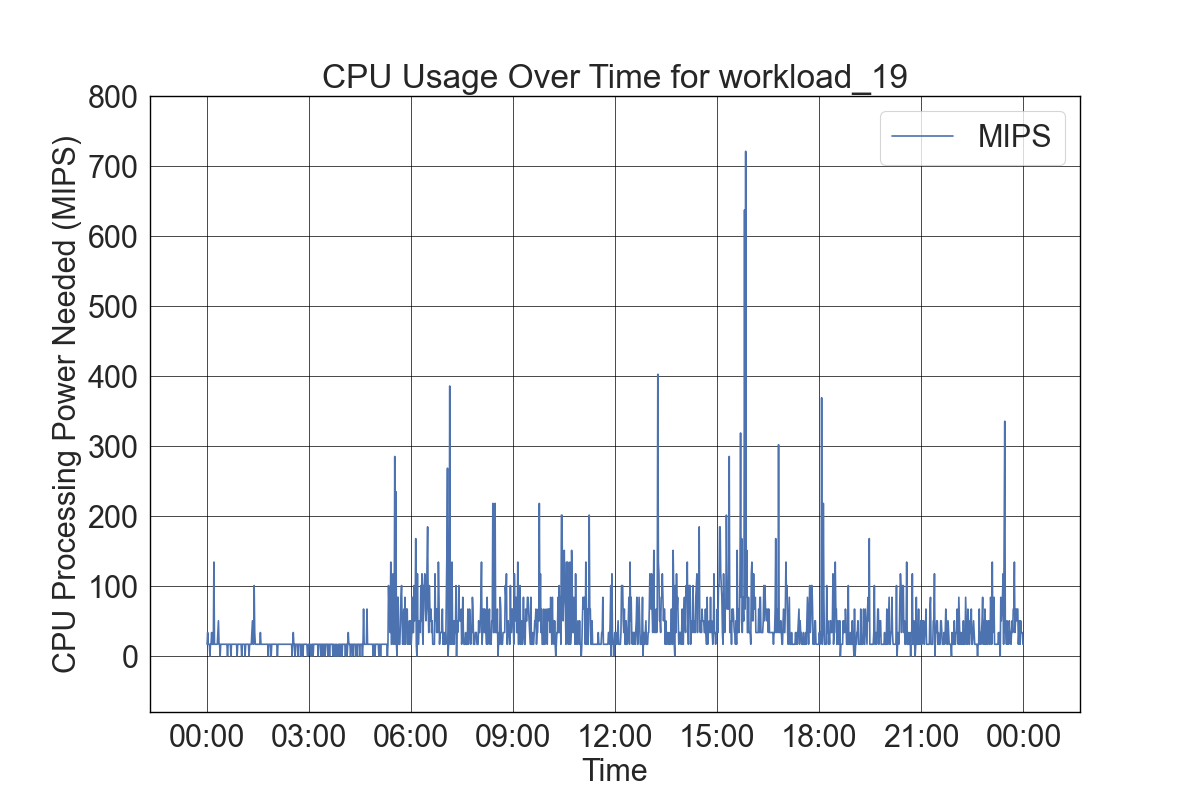 CPU Usage Over Time for workload_19
MIPS
CPU Processing Power Needed (MIPS)
800
700
600
500
400
300
200
100
0
00:00 03:00 06:00 09:00 12:00 15:00 18:00 21:00 00:00
Time